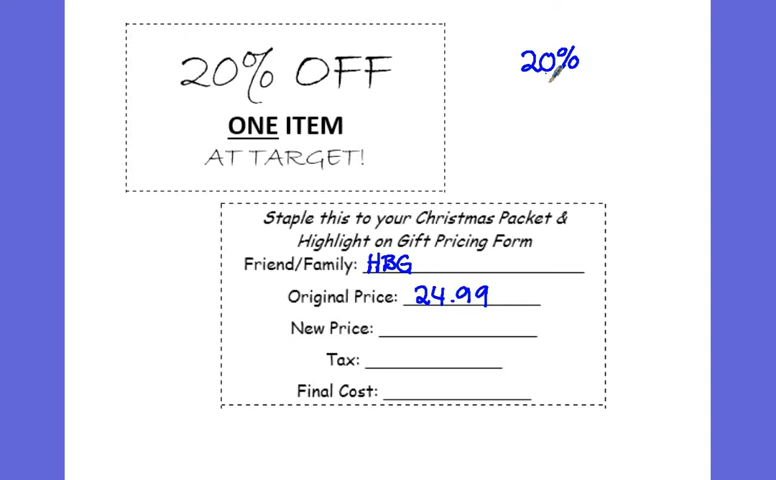 20% OFF
ONE ITEM
AT TARGET!
20%
Staple this to your Christmas Packet &
Highlight on Gift Pricing Form
Friend/Family: HBG
Original Price: 24.99
New Price:
Tax:
Final Cost: